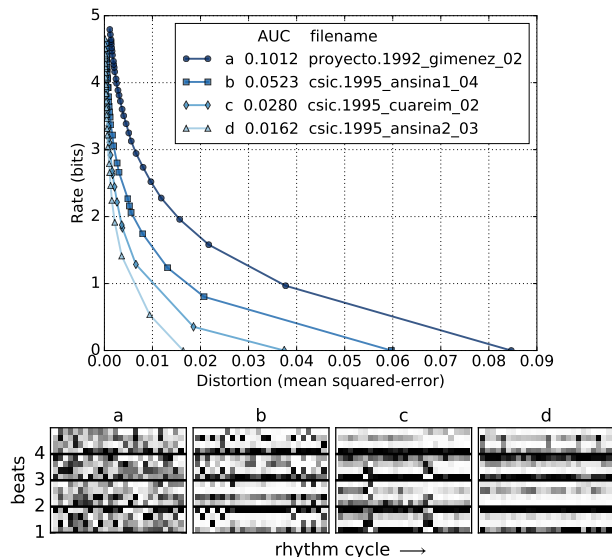 5
4
3
2
1
0
Rate (bits)
AUC filename
a 0.1012 proyecto.1992_gimenez_02
b 0.0523 csic.1995_ansina1_04
c 0.0280 csic.1995_cuareim_02
d 0.0162 csic.1995_ansina2_03
0.00 0.01 0.02 0.03 0.04 0.05 0.06 0.07 0.08 0.09
Distortion (mean squared-error)
a b c d
beats
4
3
2
1
rhythm cycle →